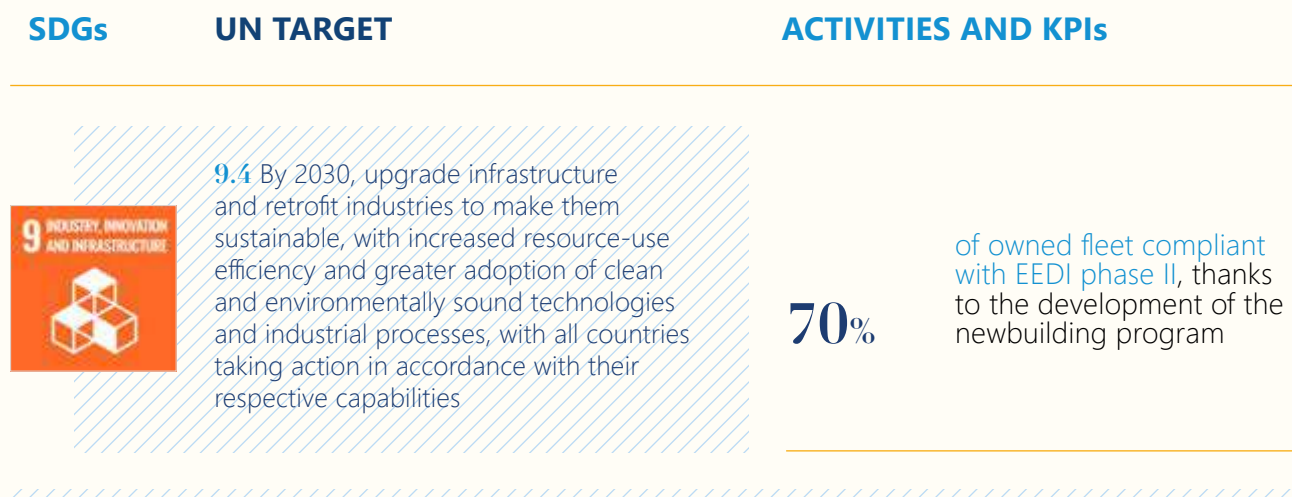 SDGs UN TARGET ACTIVITIES AND KPIs
9.4 By 2030, upgrade infrastructure
and retrofit industries to make them
sustainable, with increased resource-use
efficiency and greater adoption of clean
and environmentally sound technologies
and industrial processes, with all countries
taking action in accordance with their
respective capabilities
9 INDUSTRY, INNOVATION
AND INFRASTRUCTURE
70%
of owned fleet compliant
with EEDI phase II, thanks
to the development of the
newbuilding program